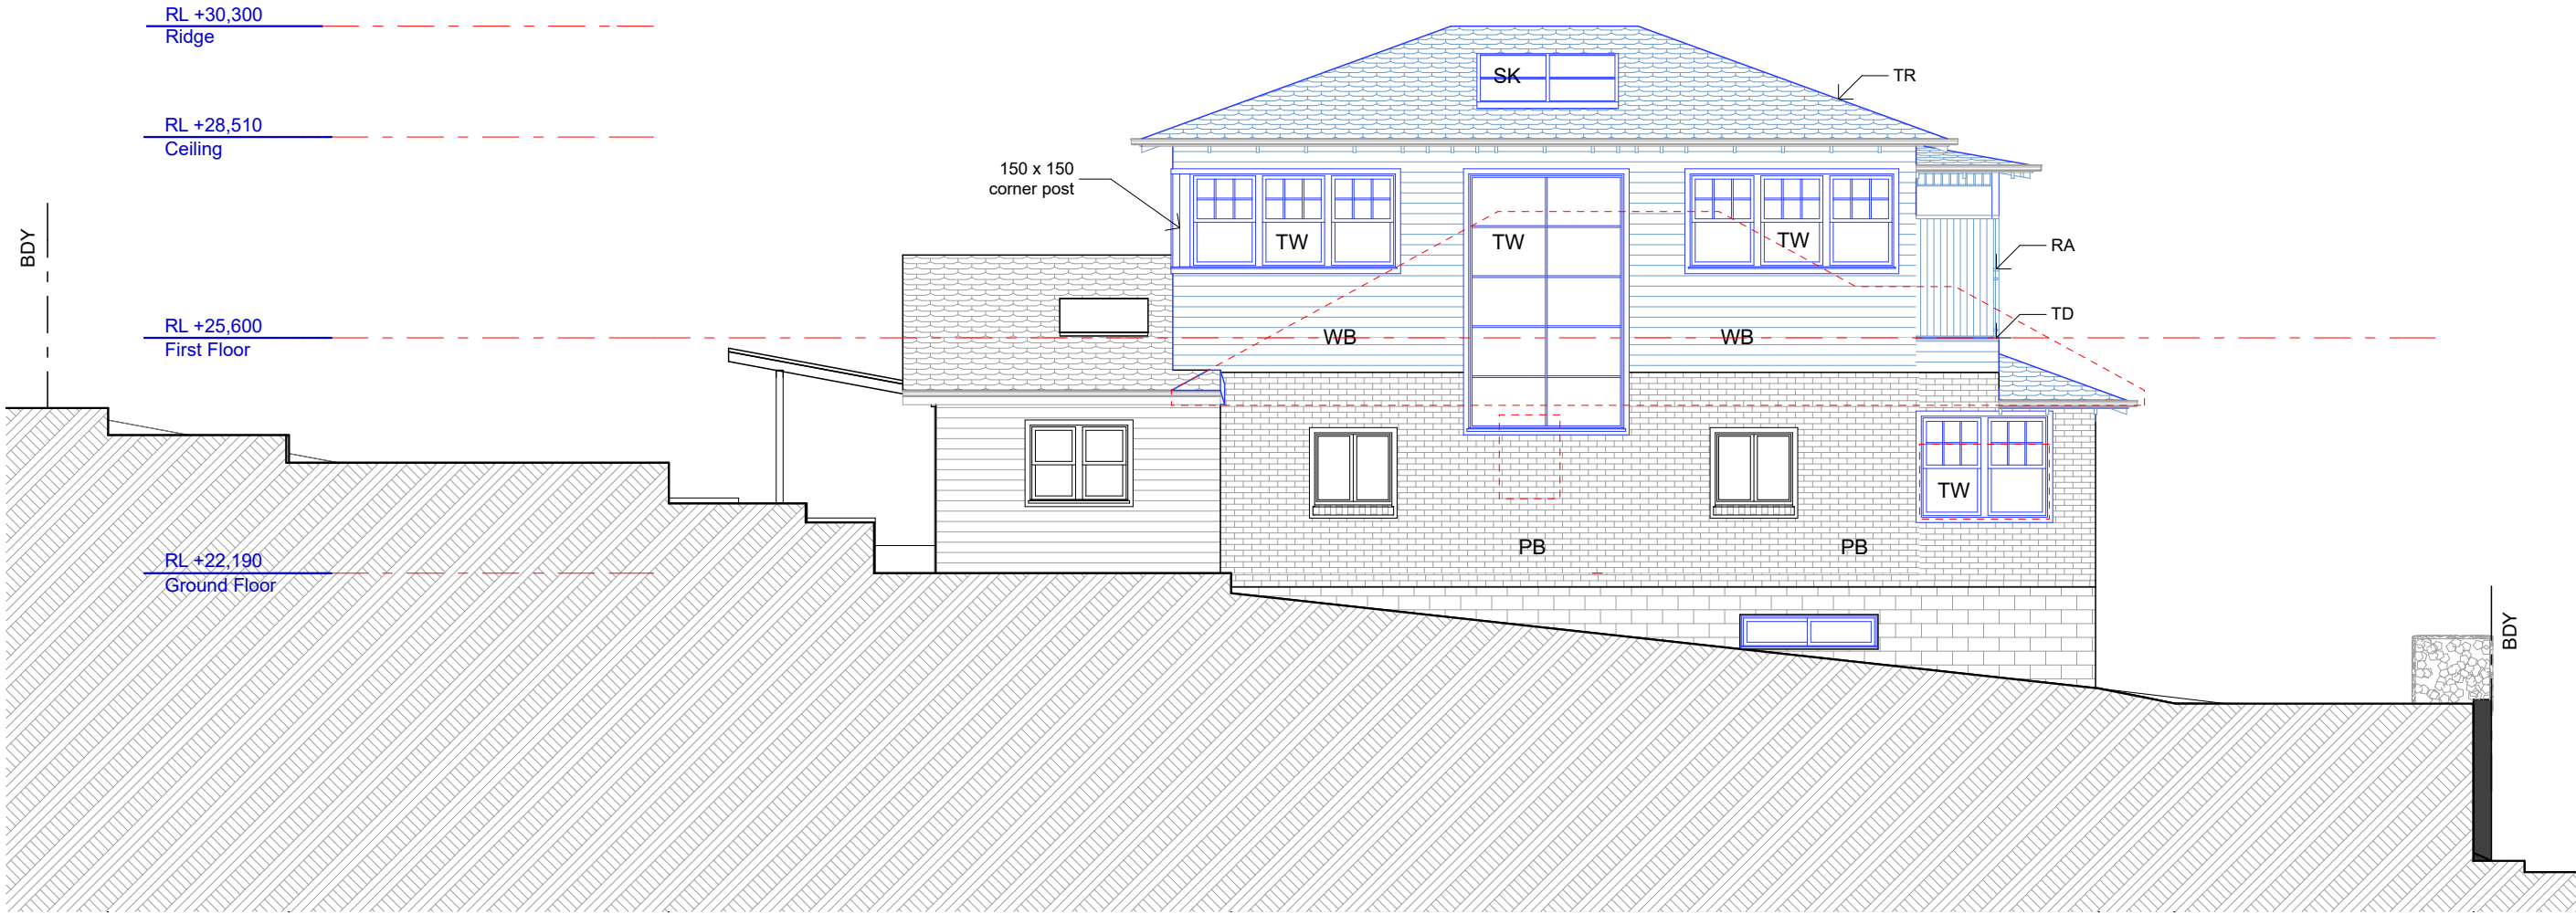 RL +30,300
Ridge
SK
TR
RL +28,510
Ceiling
150 x 150
corner post
BDY
TW
TW
TW
RA
RL +25,600
First Floor
WB
WB
TD
TW
PB
PB
RL +22,190
Ground Floor
BDY